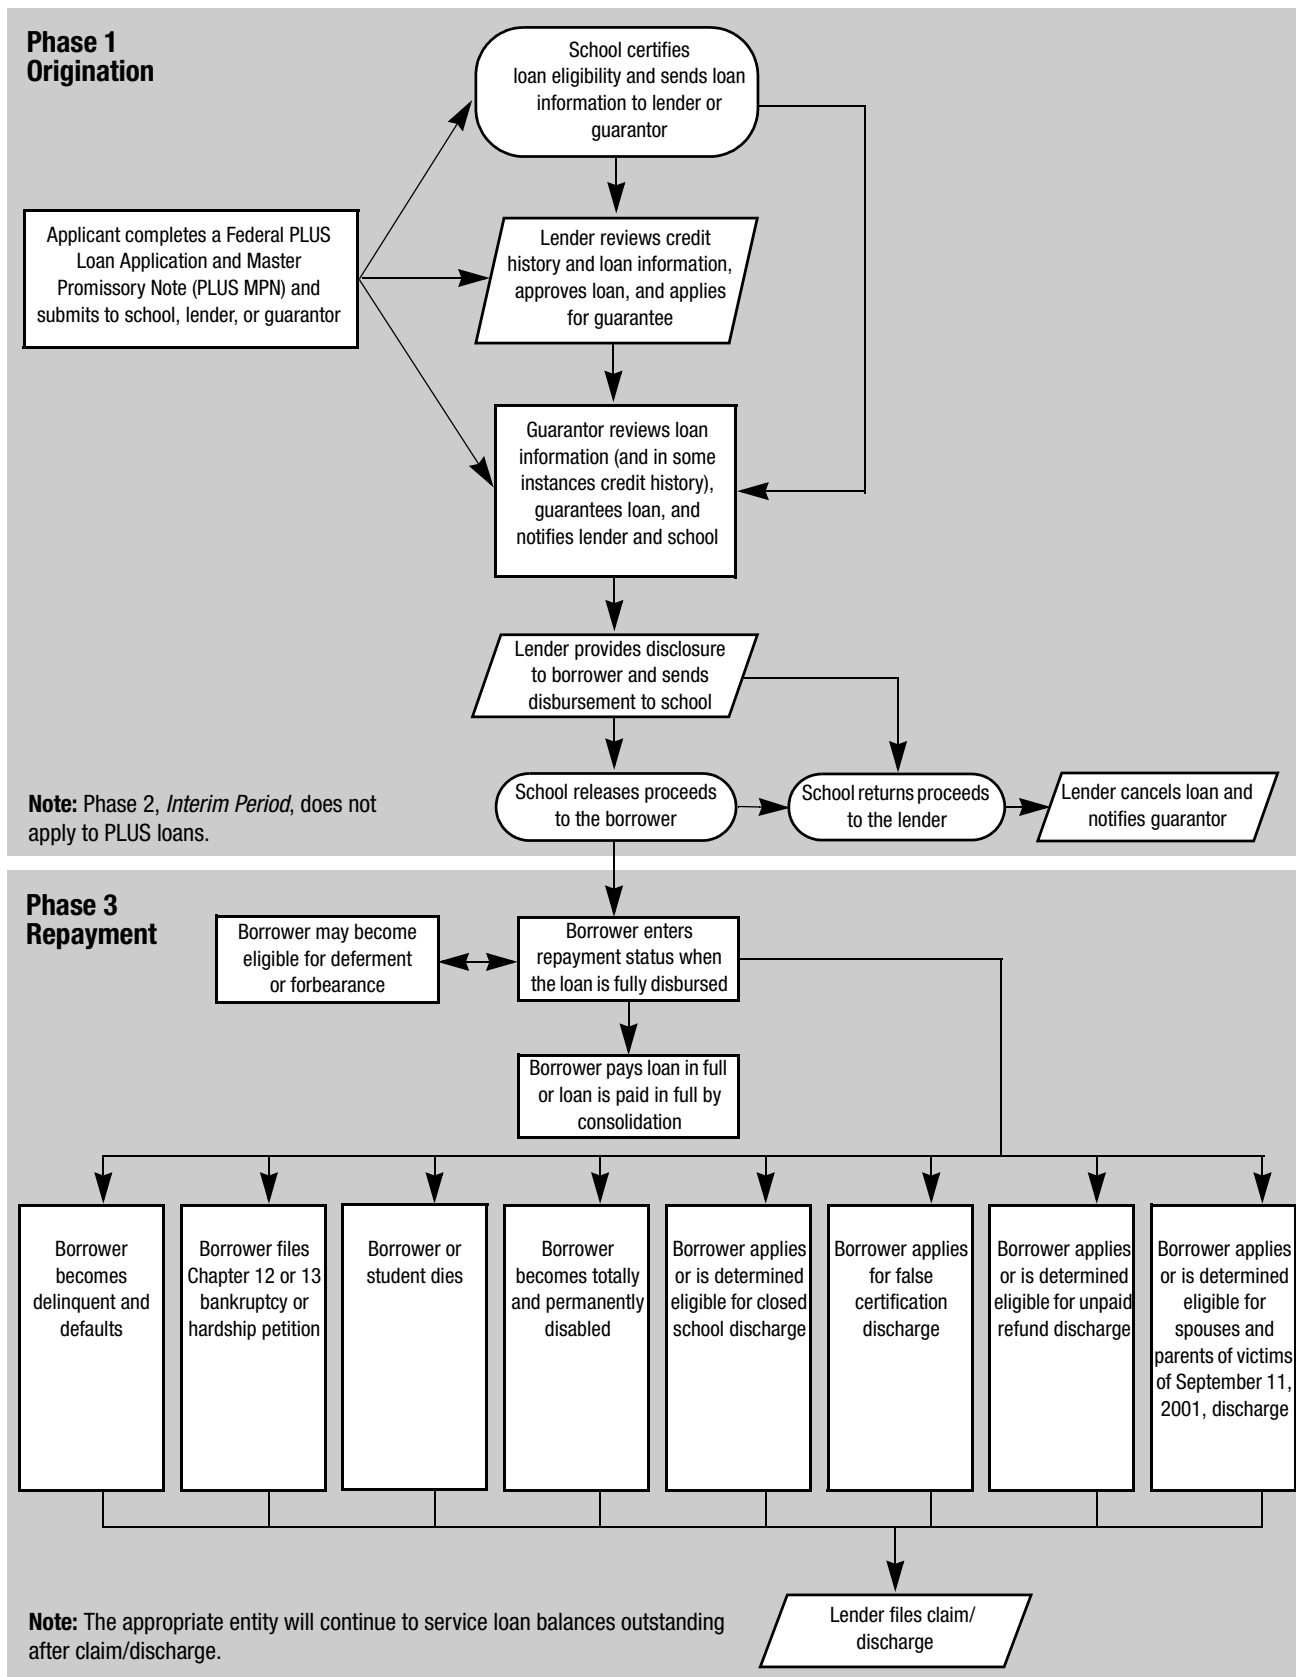 Phase 1
Origination
School certifies
loan eligibility and sends loan
information to lender or
guarantor
Applicant completes a Federal PLUS
Loan Application and Master
Promissory Note (PLUS MPN) and
submits to school, lender, or guarantor
Lender reviews credit
history and loan information,
approves loan, and applies
for guarantee
Guarantor reviews loan
information (and in some
instances credit history),
guarantees loan, and
notifies lender and school
Lender provides disclosure
to borrower and sends
disbursement to school
School releases proceeds
to the borrower
School returns proceeds
to the lender
Lender cancels loan and
notifies guarantor
Note: Phase 2, Interim Period, does not
apply to PLUS loans.
Phase 3
Repayment
Borrower may become
eligible for deferment
or forbearance
Borrower enters
repayment status when
the loan is fully disbursed
Borrower pays loan in full
or loan is paid in full by
consolidation
Borrower
becomes
delinquent and
defaults
Borrower files
Chapter 12 or 13
bankruptcy or
hardship petition
Borrower or
student dies
Borrower
becomes totally
and permanently
disabled
Borrower applies
or is determined
eligible for closed
school discharge
Borrower applies
for false
certification
discharge
Borrower applies
or is determined
eligible for unpaid
refund discharge
Borrower applies
or is determined
eligible for
spouses and
parents of victims
of September 11,
2001, discharge
Lender files claim/
discharge
Note: The appropriate entity will continue to service loan balances outstanding
after claim/discharge.